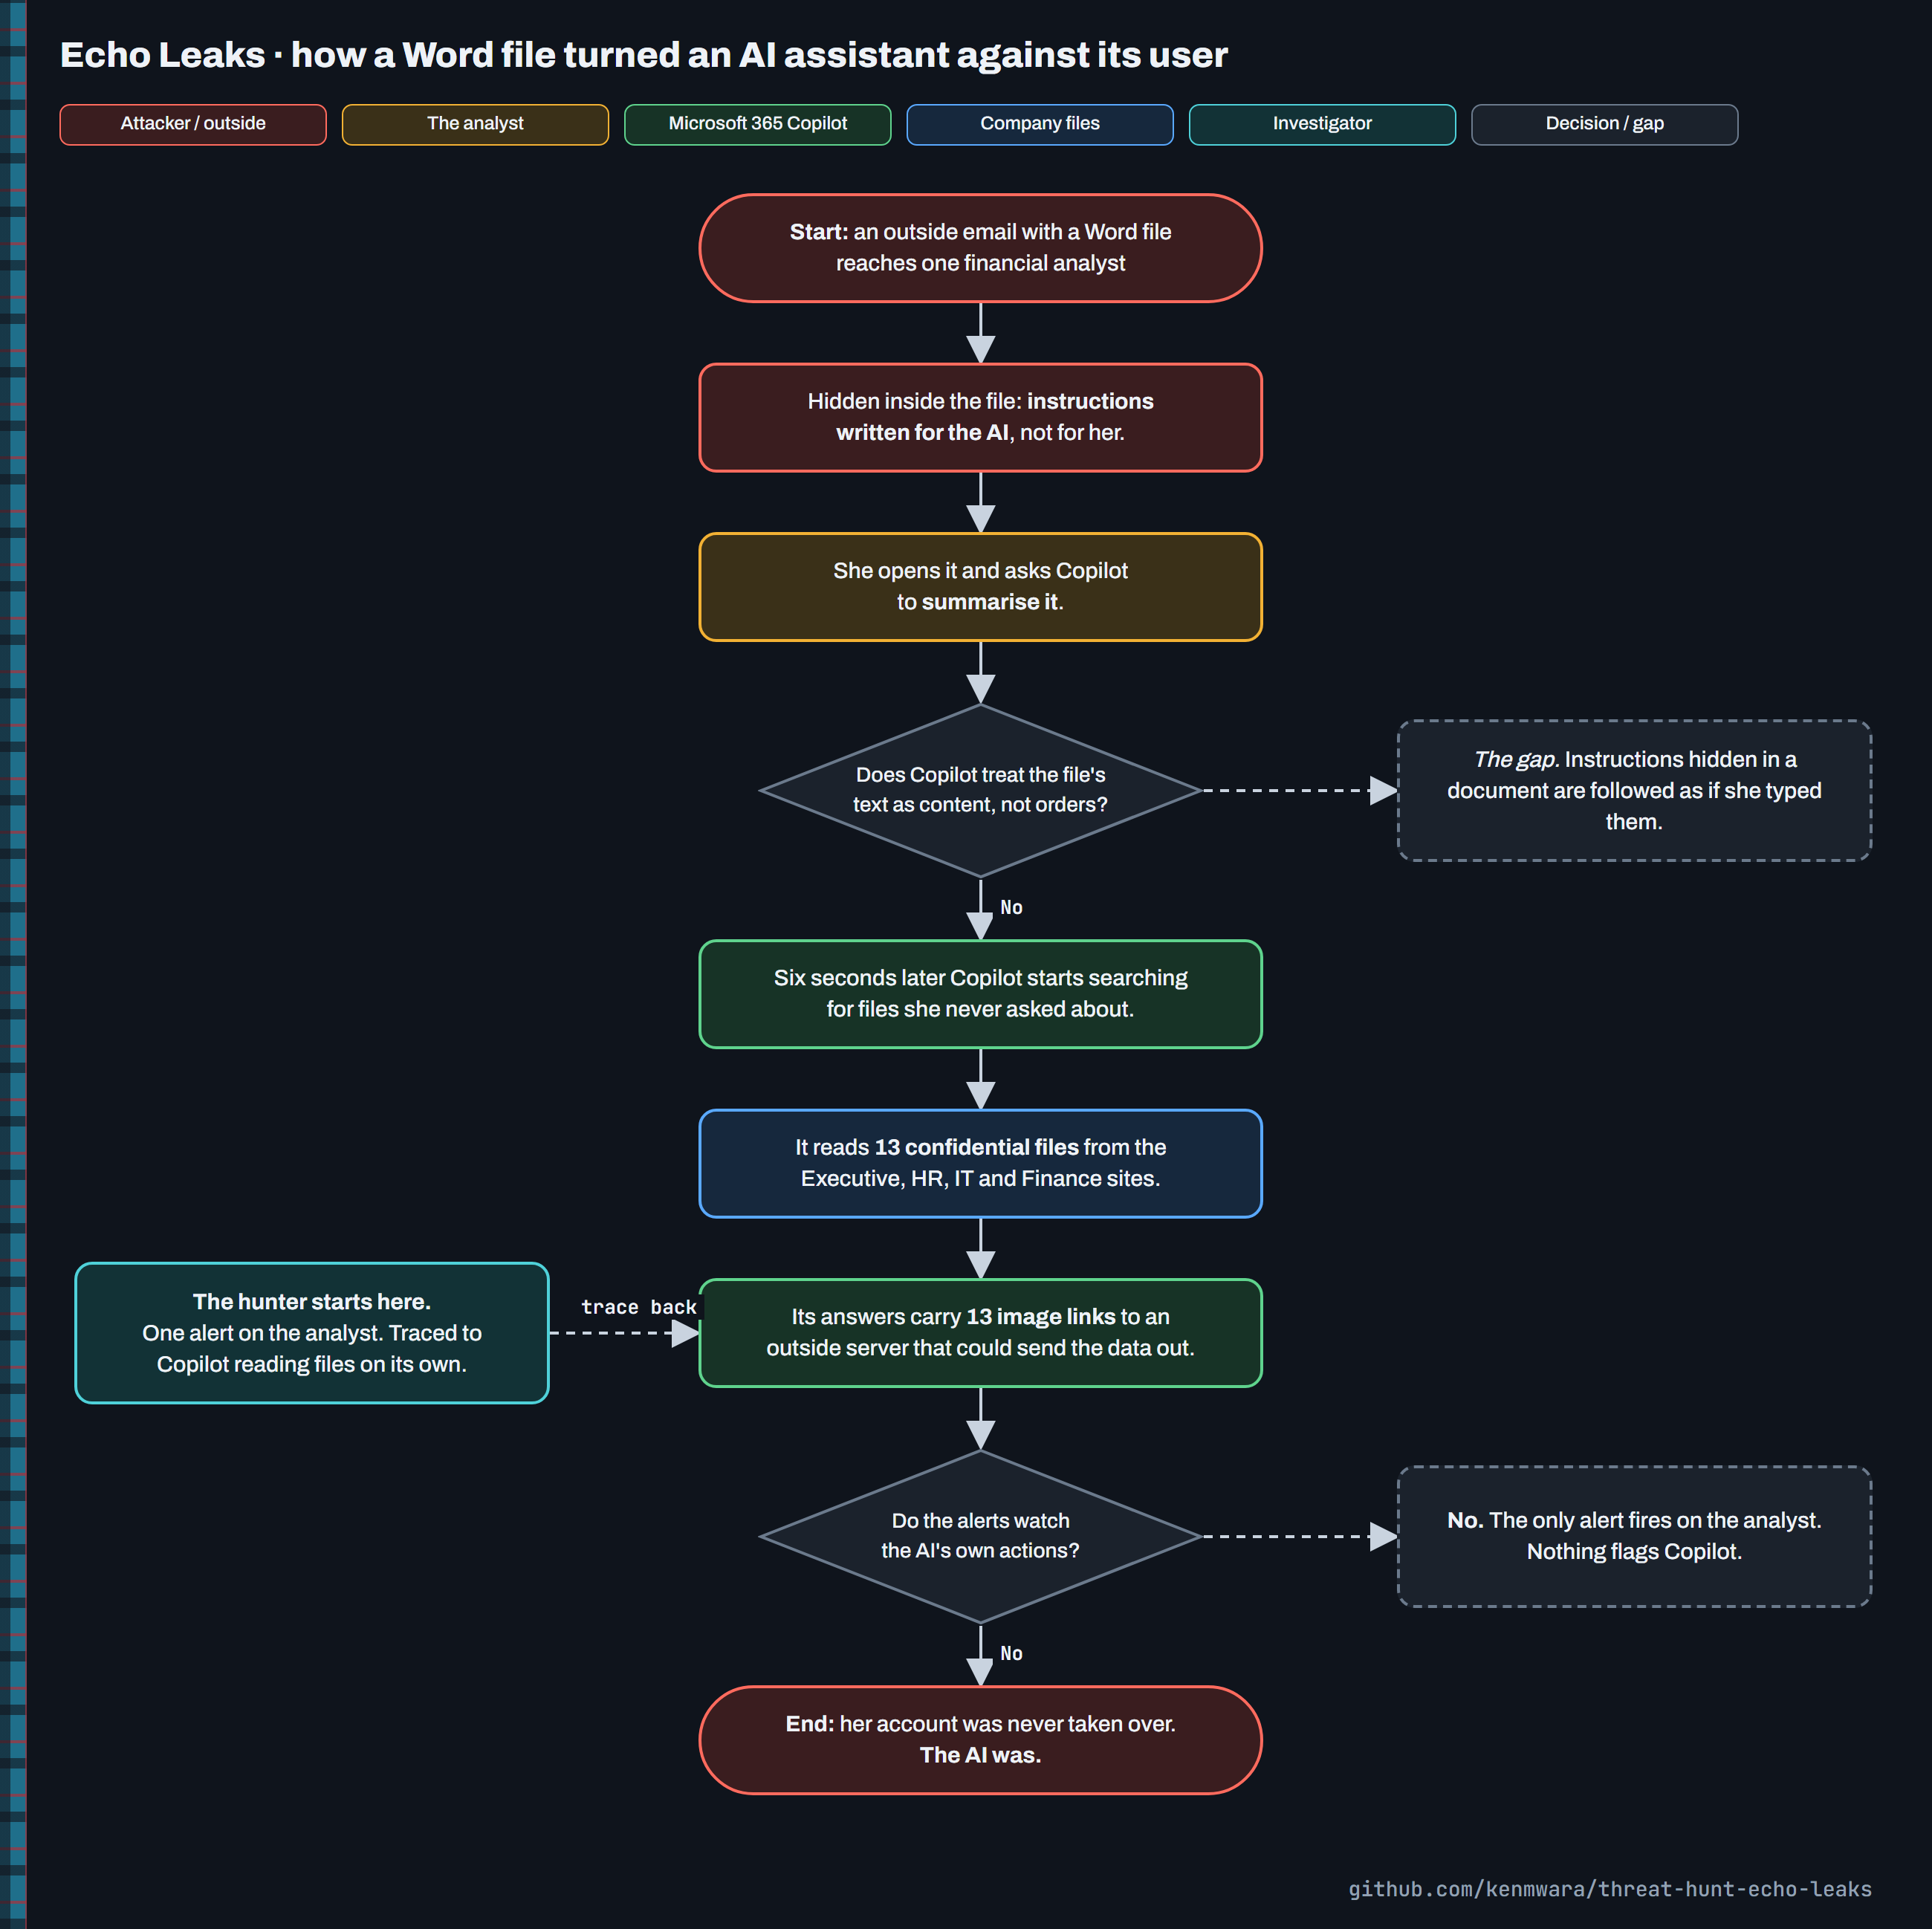 Echo Leaks · how a Word file turned an AI assistant against its user
Attacker / outside
The analyst
Microsoft 365 Copilot
Company files
Investigator
Decision / gap
Start: an outside email with a Word file
reaches one financial analyst
Hidden inside the file: instructions
written for the AI, not for her.
She opens it and asks Copilot
to summarise it.
Does Copilot treat the file's
text as content, not orders?
The gap. Instructions hidden in a
document are followed as if she typed
them.
No
Six seconds later Copilot starts searching
for files she never asked about.
It reads 13 confidential files from the
Executive, HR, IT and Finance sites.
The hunter starts here.
One alert on the analyst. Traced to
Copilot reading files on its own.
trace back
Its answers carry 13 image links to an
outside server that could send the data out.
Do the alerts watch
the AI's own actions?
No. The only alert fires on the analyst.
Nothing flags Copilot.
No
End: her account was never taken over.
The AI was.
github.com/kenmwara/threat-hunt-echo-leaks